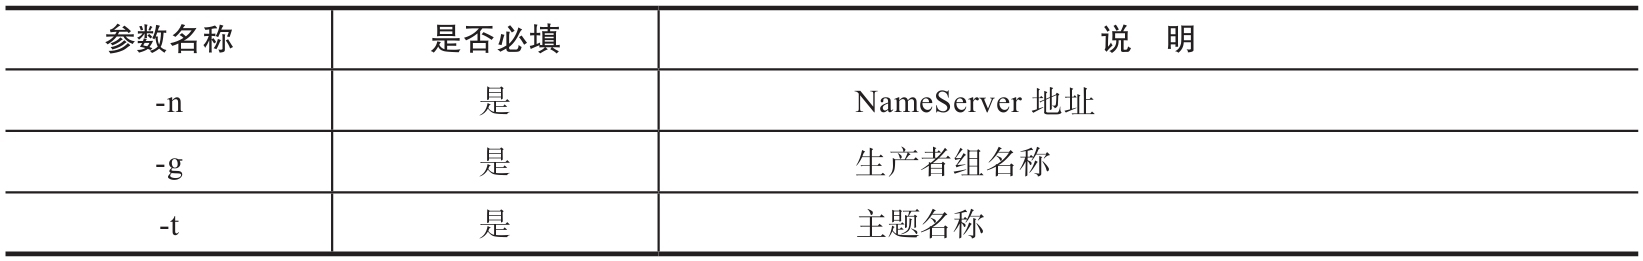 参数名称 是否必填 说 明
-n 是 NameServer 地址
-g 是 生产者组名称
-t 是 主题名称